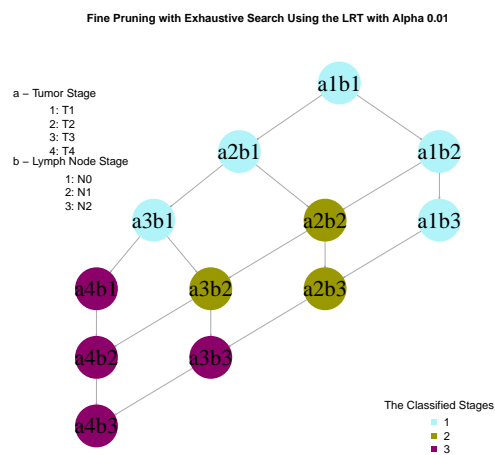 Fine Pruning with Exhaustive Search Using the LRT with Alpha 0.01
a – Tumor Stage
1: T1
2: T2
3: T3
4: T4
b – Lymph Node Stage
1: N0
2: N1
3: N2
a1b1
a2b1
a1b2
a3b1
a2b2
a1b3
a4b1
a3b2
a2b3
a4b2
a3b3
a4b3
The Classified Stages
1
2
3